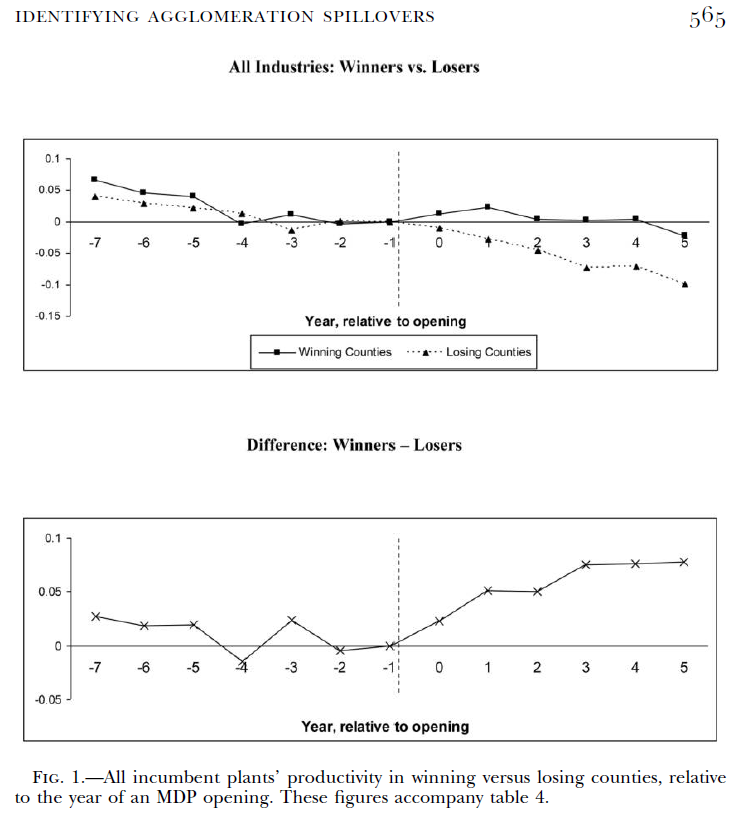 IDENTIFYING AGGLOMERATION SPILLOVERS 565
All Industries: Winners vs. Losers
0.1
0.05
0
-7 -6 -5 -4 -3 -2 -1 0 1 2 3 4 5
-0.05
-0.1
-0.15
Year, relative to opening
Winning Counties Losing Counties
Difference: Winners – Losers
0.1
0.05
0
-7 -6 -5 -4 -3 -2 -1 0 1 2 3 4 5
-0.05
Year, relative to opening
FIG. 1.—All incumbent plants' productivity in winning versus losing counties, relative
to the year of an MDP opening. These figures accompany table 4.